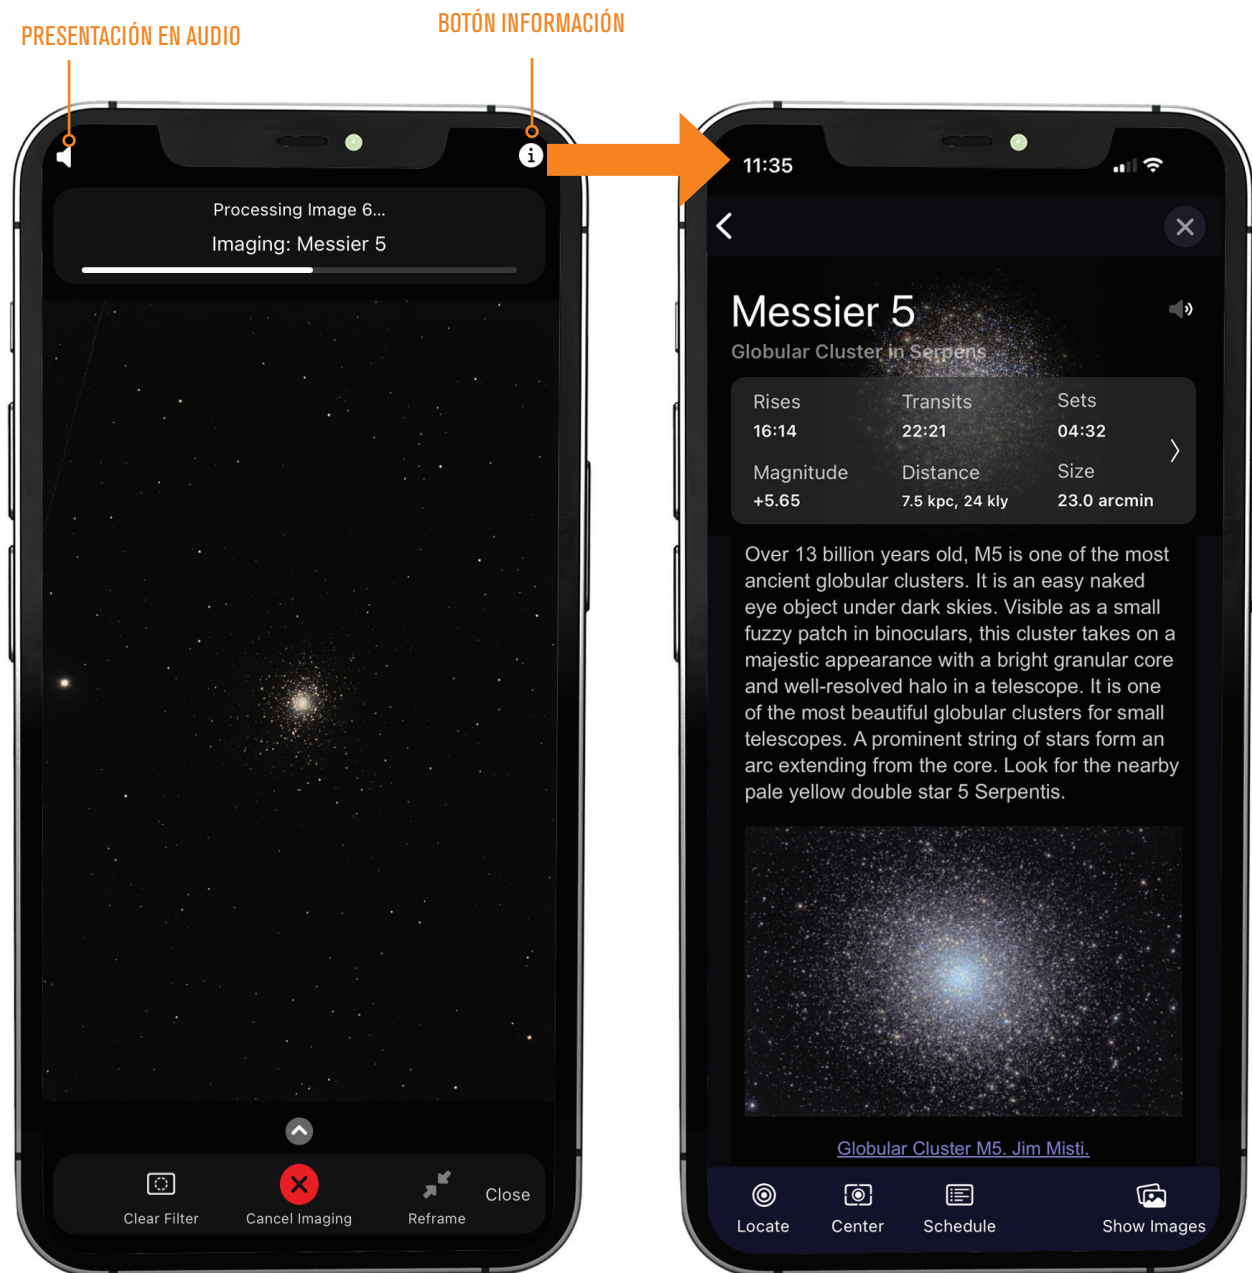 PRESENTACIÓN EN AUDIO
BOTÓN INFORMACIÓN
Processing Image 6...
Imaging: Messier 5
Clear Filter
Cancel Imaging
Reframe
Close
11:35
Messier 5
Globular Cluster in Serpens
Rises Transits Sets
16:14 22:21 04:32
Magnitude Distance Size
+5.65 7.5 kpc, 24 kly 23.0 arcmin
Over 13 billion years old, M5 is one of the most
ancient globular clusters. It is an easy naked
eye object under dark skies. Visible as a small
fuzzy patch in binoculars, this cluster takes on a
majestic appearance with a bright granular core
and well-resolved halo in a telescope. It is one
of the most beautiful globular clusters for small
telescopes. A prominent string of stars form an
arc extending from the core. Look for the nearby
pale yellow double star 5 Serpentis.
Globular Cluster M5. Jim Misti.
Locate Center Schedule Show Images